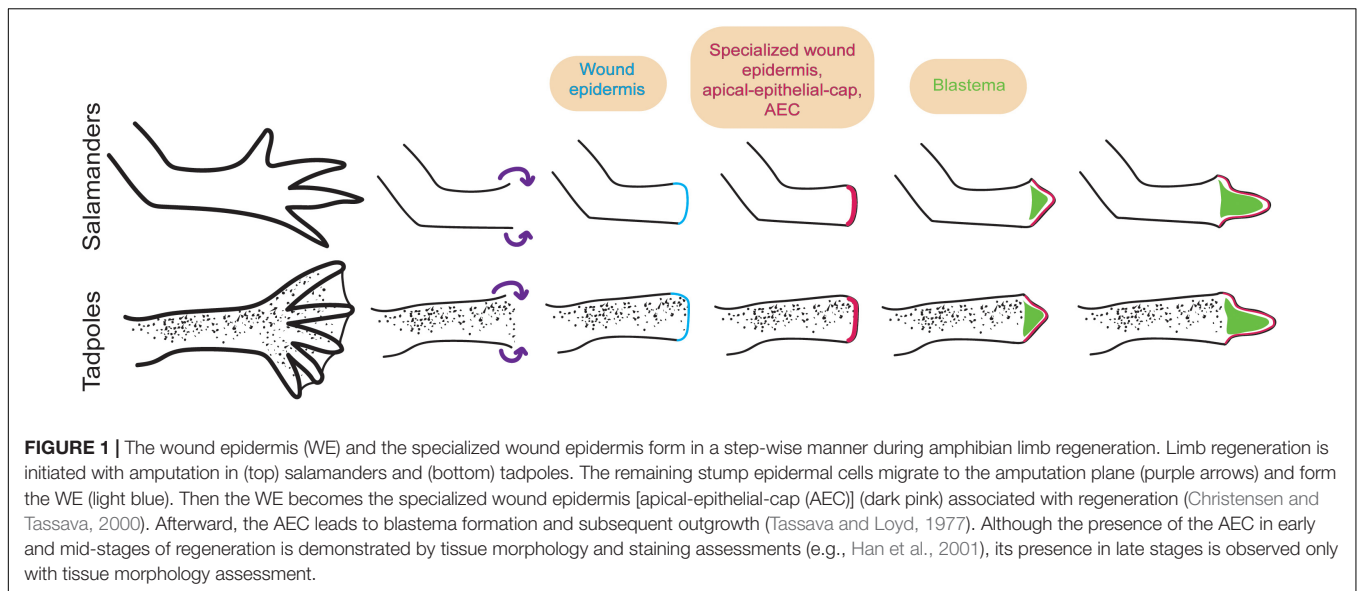 Salamanders
Tadpoles
Wound
epidermis
Specialized wound
epidermis,
apical-epithelial-cap,
AEC
Blastema
FIGURE 1 | The wound epidermis (WE) and the specialized wound epidermis form in a step-wise manner during amphibian limb regeneration. Limb regeneration is
initiated with amputation in (top) salamanders and (bottom) tadpoles. The remaining stump epidermal cells migrate to the amputation plane (purple arrows) and form
the WE (light blue). Then the WE becomes the specialized wound epidermis [apical-epithelial-cap (AEC)] (dark pink) associated with regeneration (Christensen and
Tassava, 2000). Afterward, the AEC leads to blastema formation and subsequent outgrowth (Tassava and Loyd, 1977). Although the presence of the AEC in early
and mid-stages of regeneration is demonstrated by tissue morphology and staining assessments (e.g., Han et al., 2001), its presence in late stages is observed only
with tissue morphology assessment.